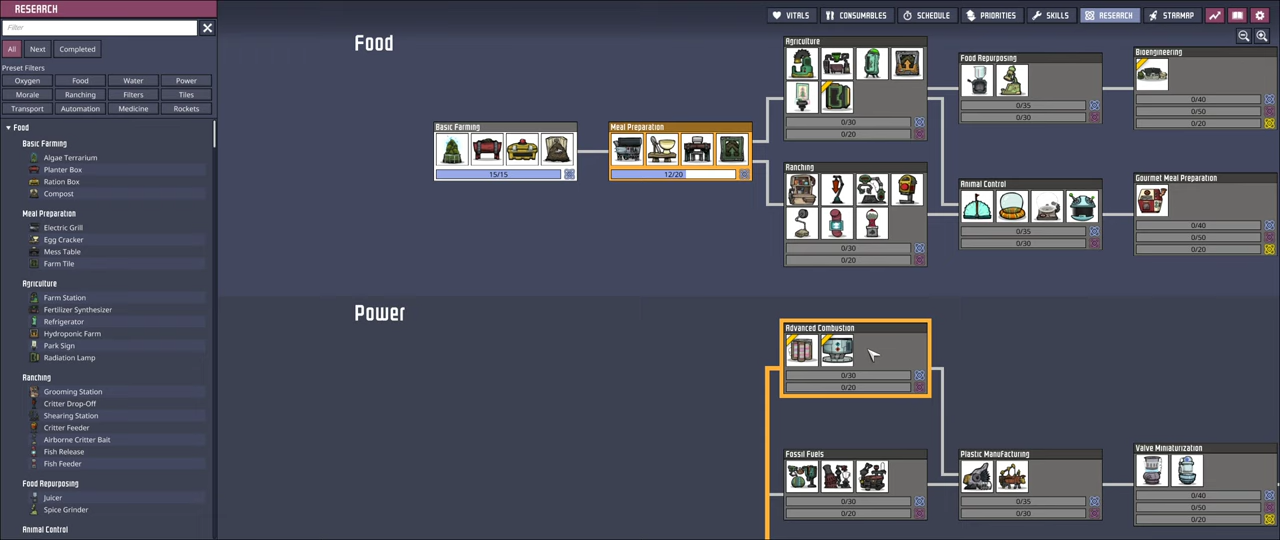 RESEARCH
VITALS
CONSUMABLES
SCHEDULE
PRIORITIES
SKILLS
RESEARCH
STARMAP
Filter
All
Next
Completed
Preset Filters
Oxygen
Food
Water
Power
Morale
Ranching
Filters
Tiles
Transport
Automation
Medicine
Rockets
Food
Basic Farming
Algae Terrarium
Planter Box
Ration Box
Compost
Meal Preparation
Electric Grill
Egg Cracker
Mess Table
Farm Tile
Agriculture
Farm Station
Fertilizer Synthesizer
Refrigerator
Hydroponic Farm
Park Sign
Radiation Lamp
Ranching
Grooming Station
Critter Drop-Off
Shearing Station
Critter Feeder
Airborne Critter Bait
Fish Release
Fish Feeder
Food Repurposing
Juicer
Spice Grinder
Animal Control
Food
Basic Farming
15/15
Meal Preparation
12/20
Agriculture
0/30
0/20
Ranching
0/30
0/20
Food Repurposing
0/35
0/30
Animal Control
0/35
0/30
Bioengineering
0/40
0/50
0/20
Gourmet Meal Preparation
0/40
0/50
0/20
Power
Advanced Combustion
0/30
0/20
Fossil Fuels
0/30
0/20
Plastic Manufacturing
0/35
0/30
Valve Miniaturization
0/40
0/50
0/20